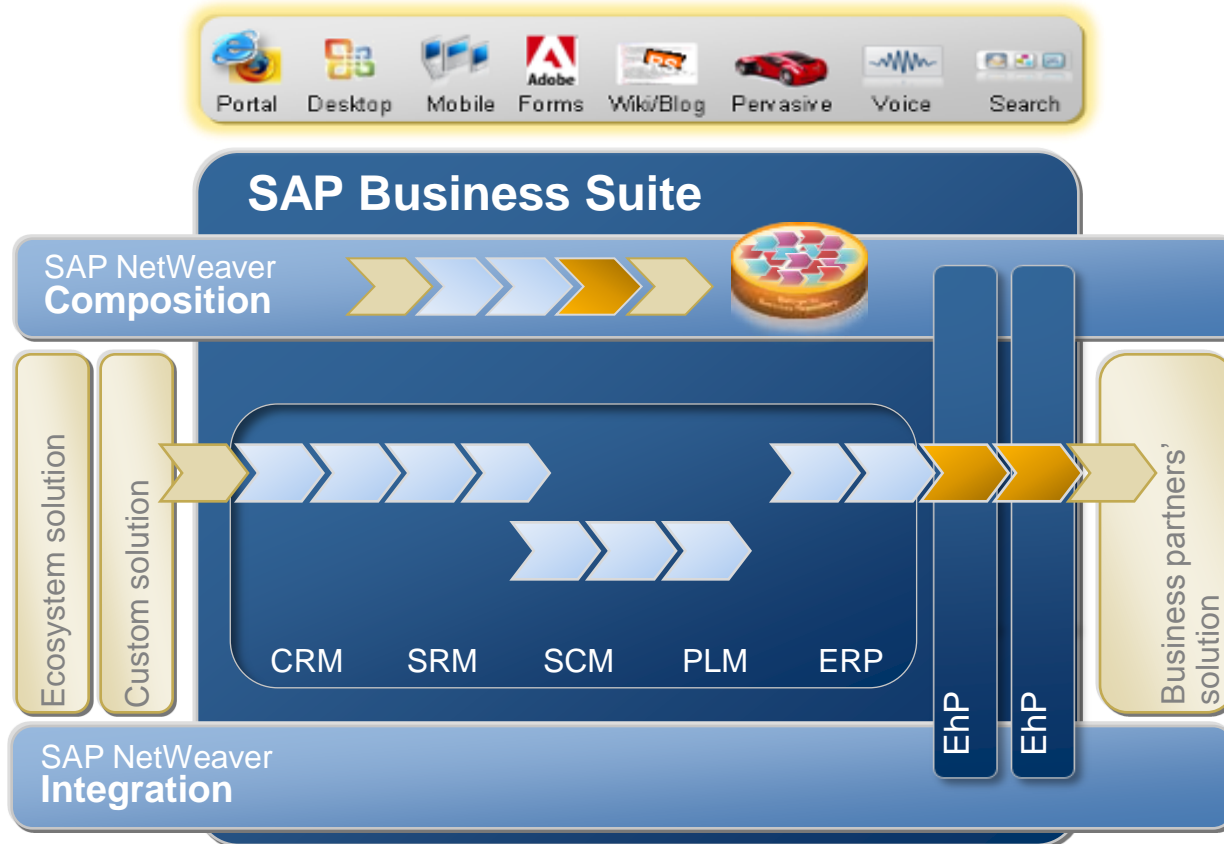 Adobe
RS
Portal Desktop Mobile Forms Wiki/Blog Pervasive Voice Search
SAP Business Suite
SAP NetWeaver
Composition
Ecosystem solution
Custom solution
Business partners'
solution
CRM SRM SCM PLM ERP
EhP
EhP
SAP NetWeaver
Integration